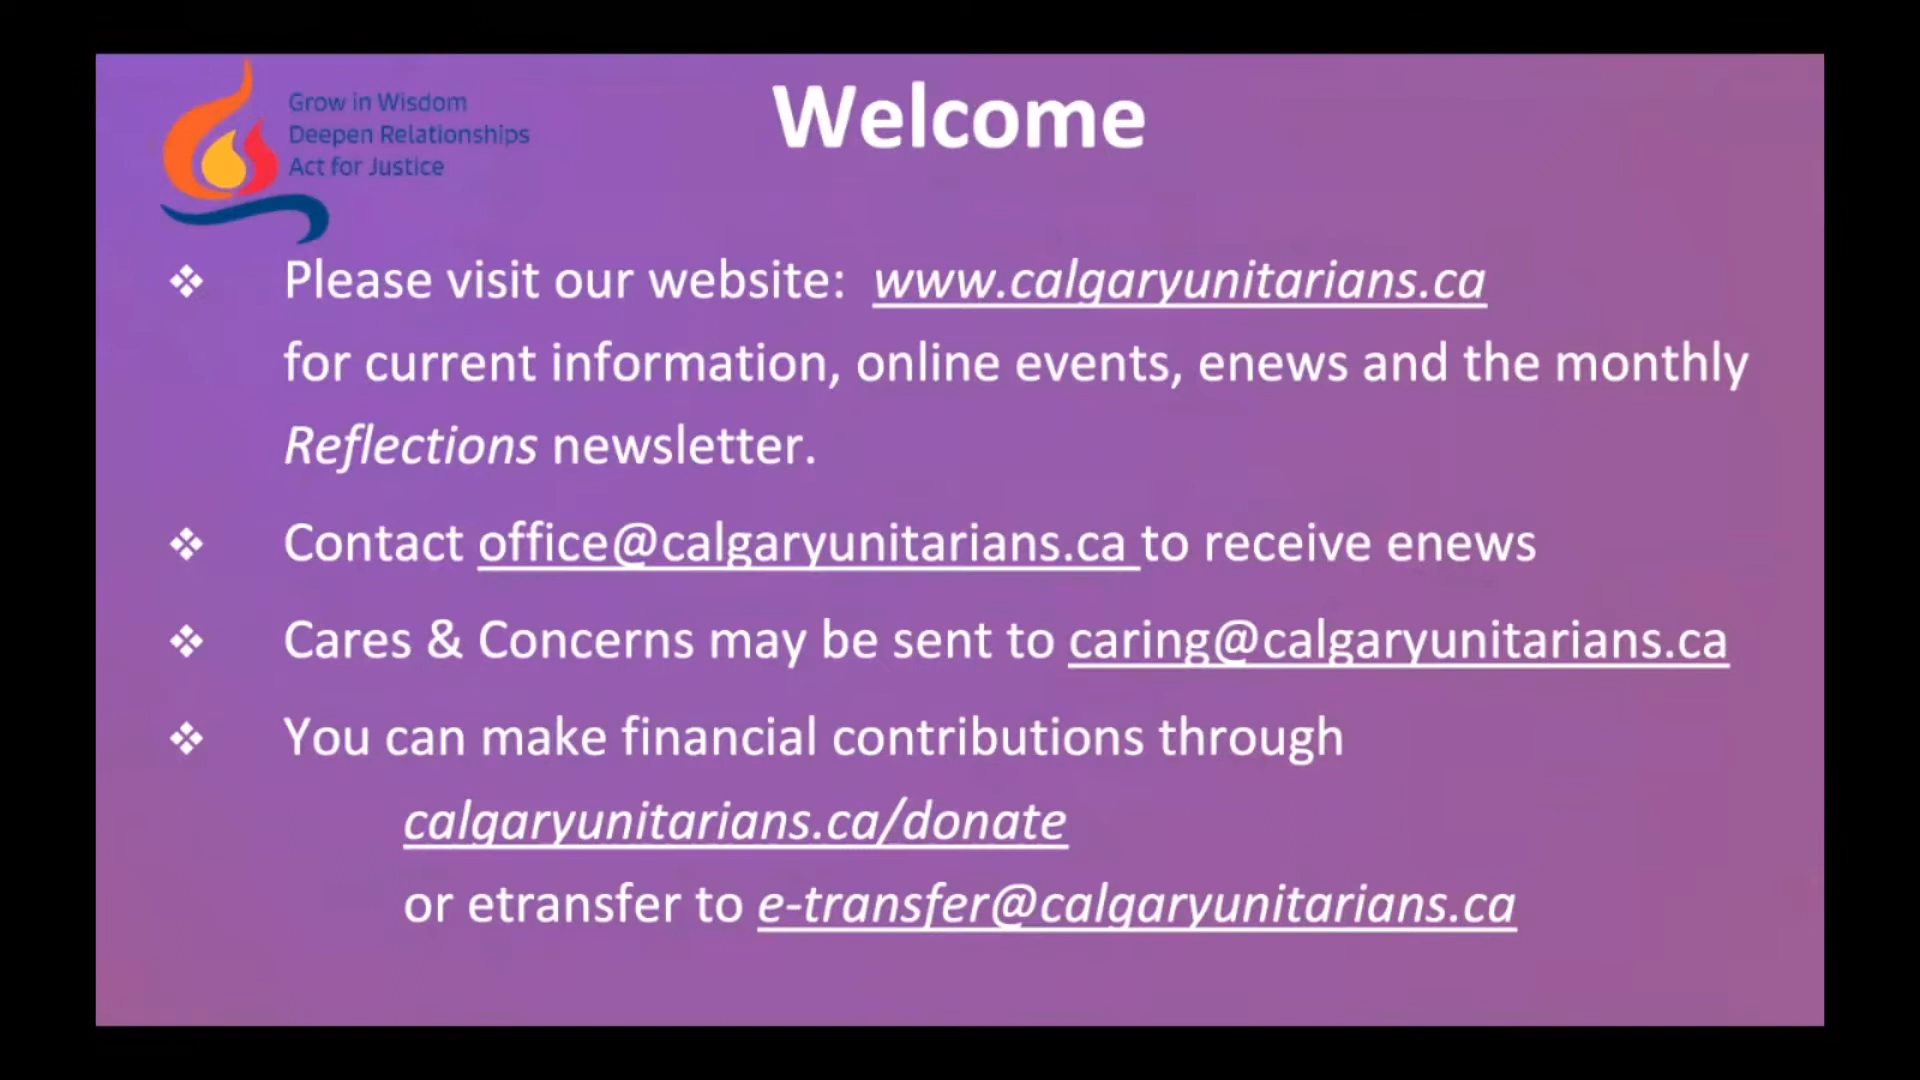 Grow in Wisdom
Deepen Relationships
Act for Justice
Welcome
❖ Please visit our website: www.calgaryunitarians.ca
for current information, online events, enews and the monthly
Reflections newsletter.
❖ Contact office@calgaryunitarians.ca to receive enews
❖ Cares & Concerns may be sent to caring@calgaryunitarians.ca
❖ You can make financial contributions through
calgaryunitarians.ca/donate
or etransfer to e-transfer@calgaryunitarians.ca